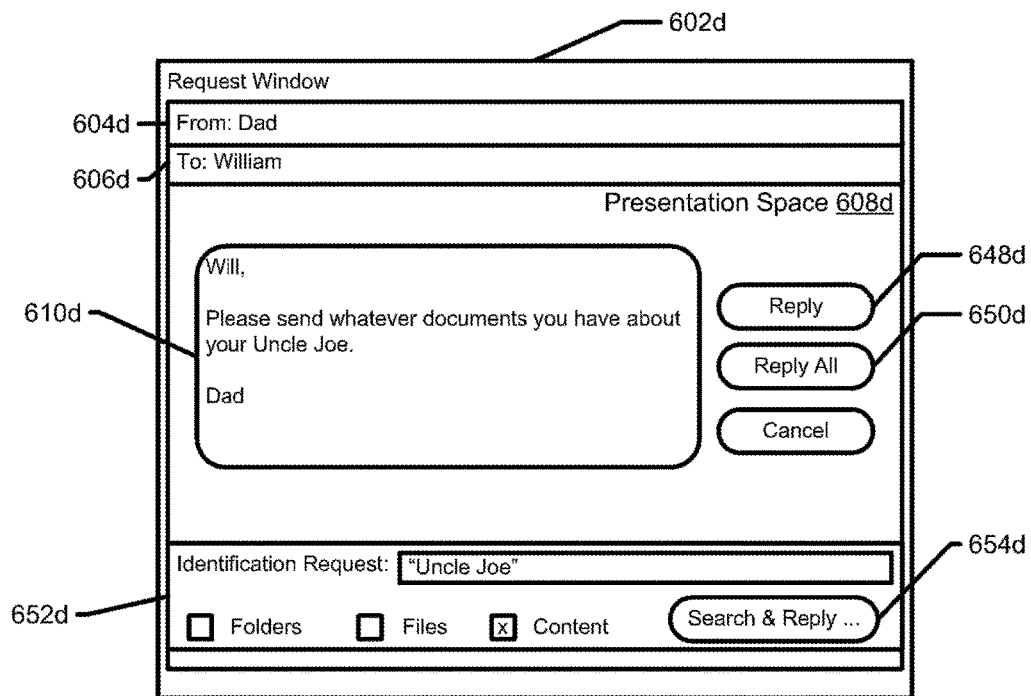 602d
Request Window
604d
From: Dad
606d
To: William
Presentation Space 608d
Will,
Please send whatever documents you have about
your Uncle Joe.
Dad
610d
Reply
648d
Reply All
650d
Cancel
Identification Request: "Uncle Joe"
652d
Folders
Files
x Content
Search & Reply ...
654d